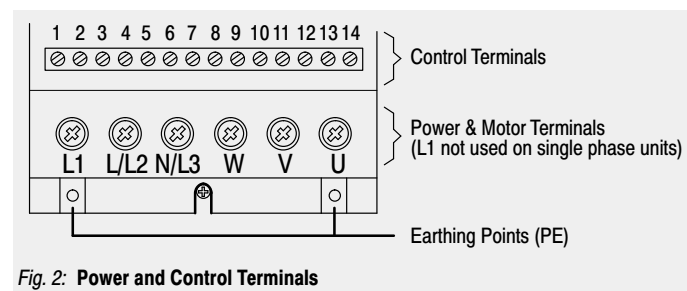 1 2 3 4 5 6 7 8 9 10 11 12 13 14
Control Terminals
Power & Motor Terminals
(L1 not used on single phase units)
L1 L/L2 N/L3 W V U
Earthing Points (PE)
Fig. 2: Power and Control Terminals